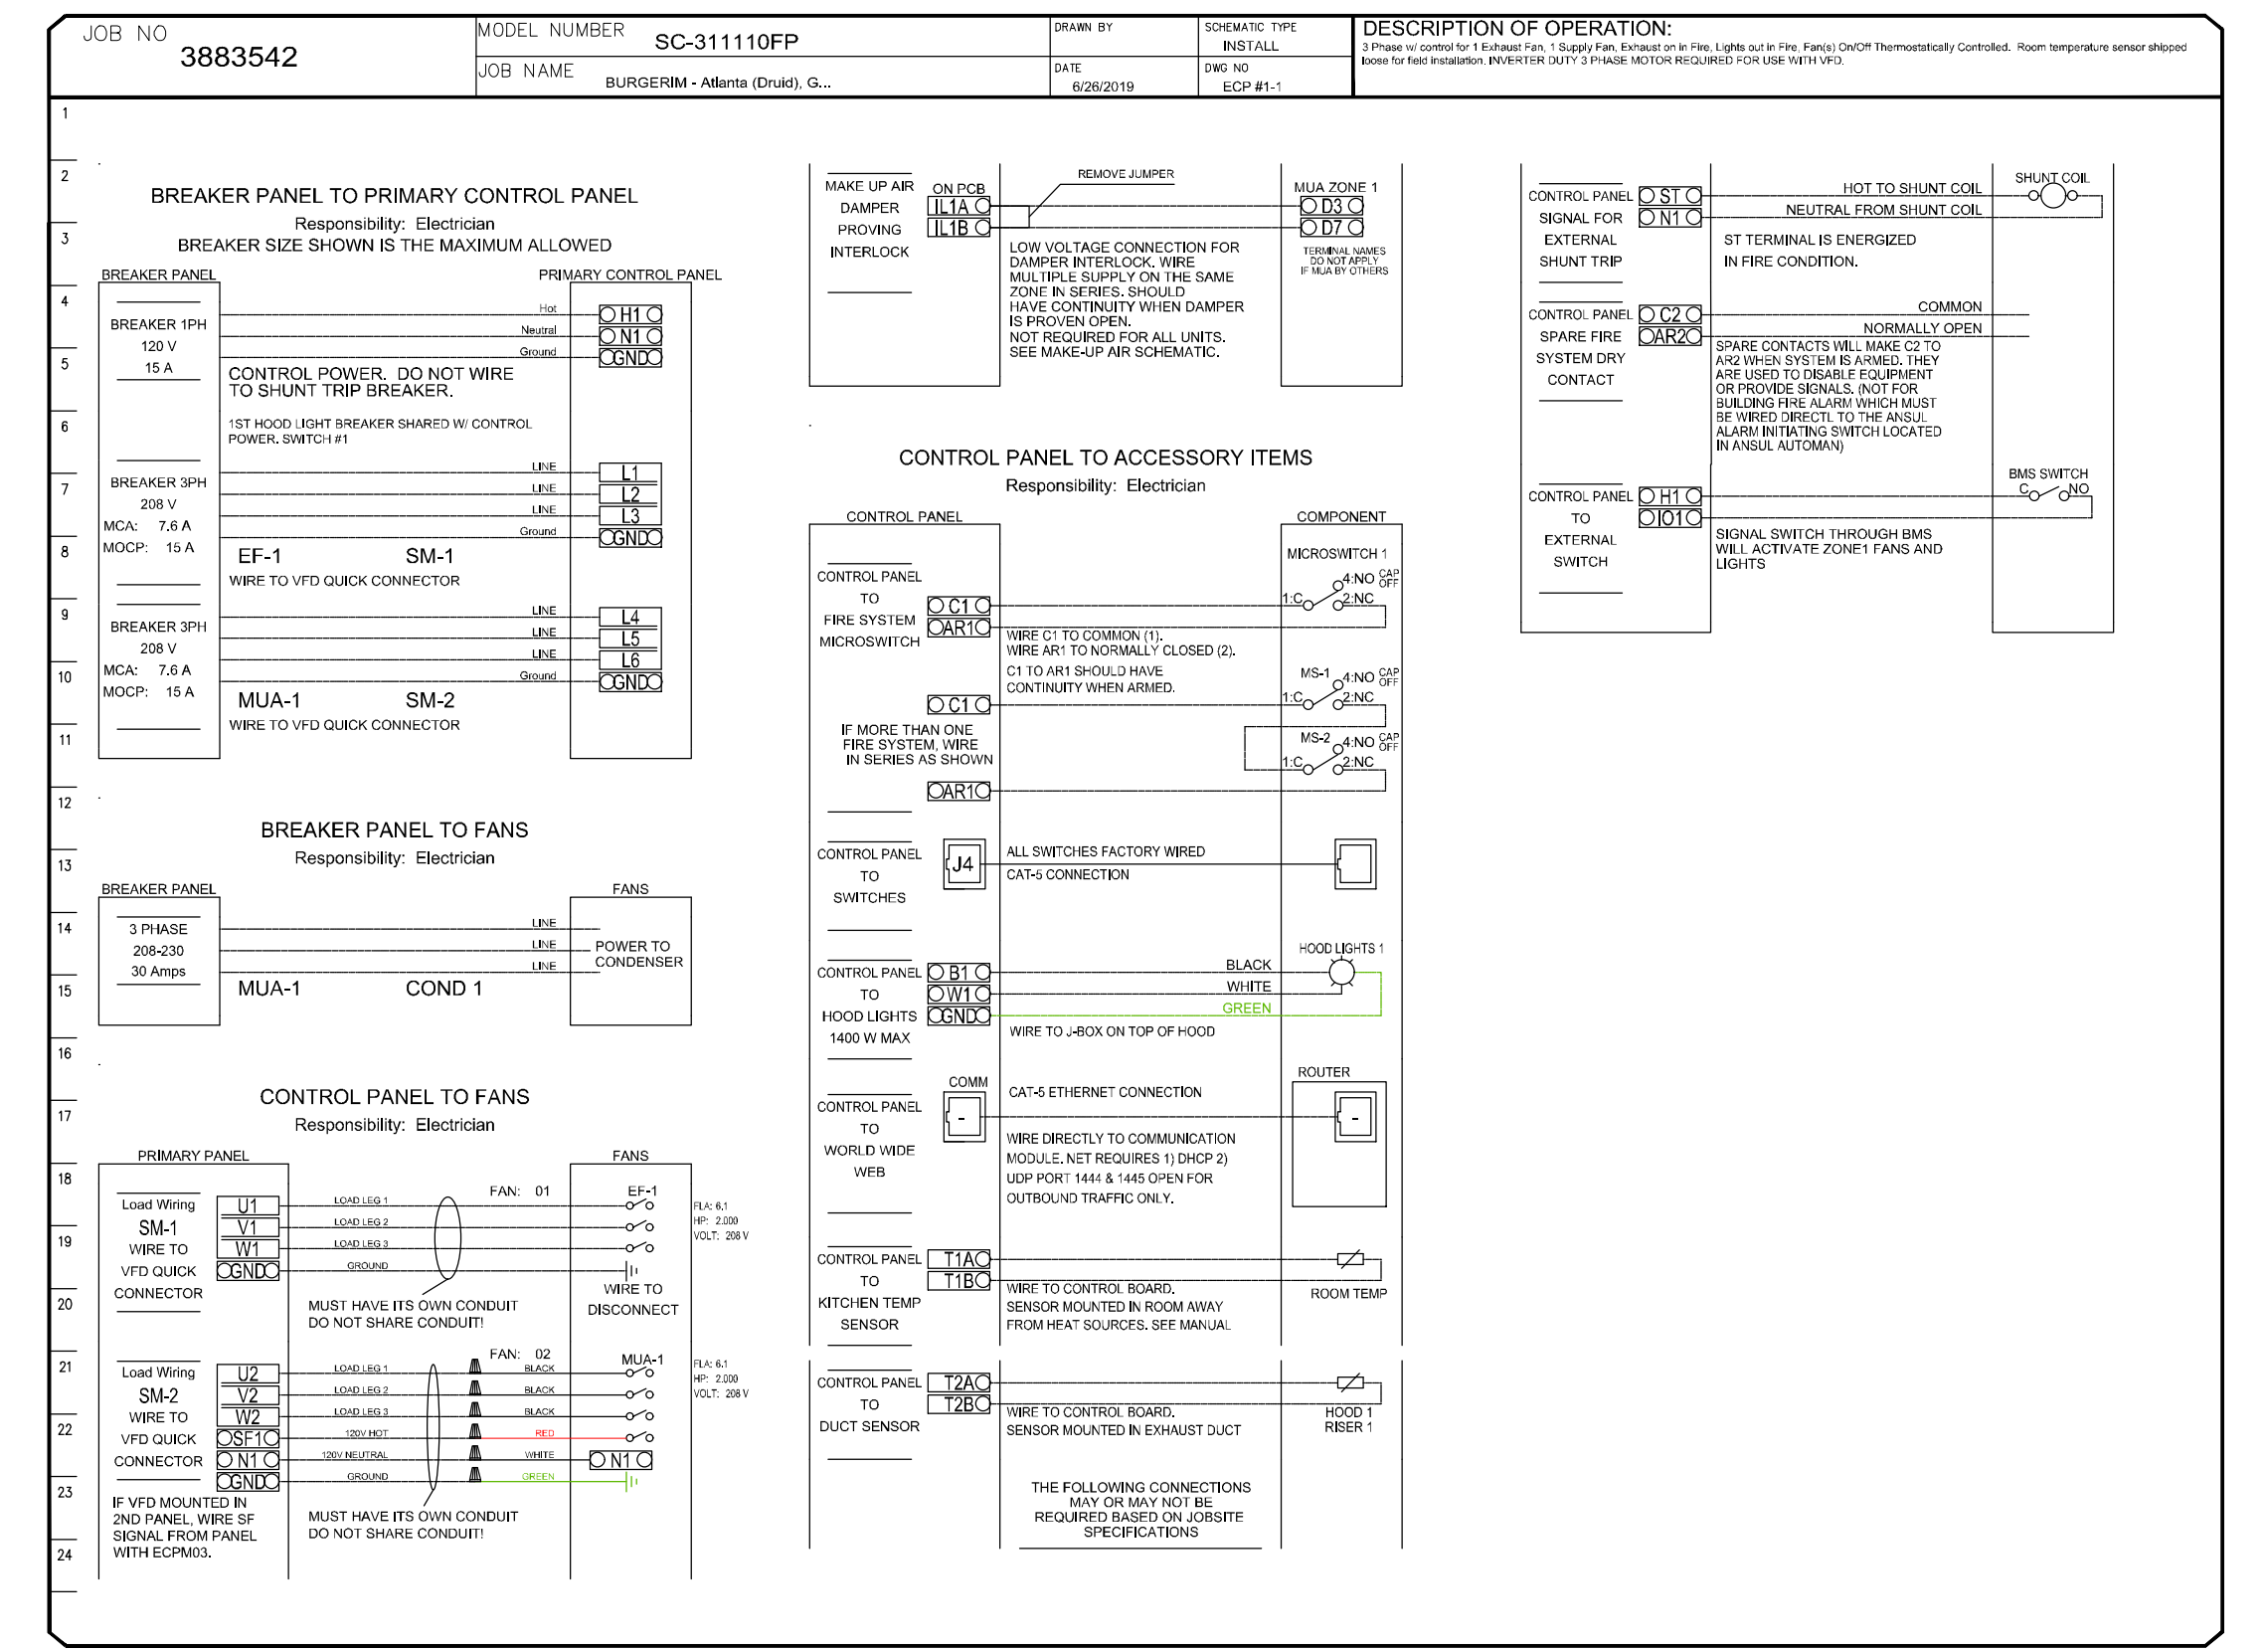 JOB NO
3883542
MODEL NUMBER
SC-311110FP
JOB NAME
BURGERIM - Atlanta (Druid), G...
DRAWN BY
SCHEMATIC TYPE
INSTALL
DATE
6/26/2019
DWG NO
ECP #1-1
DESCRIPTION OF OPERATION:
3 Phase w/ control for 1 Exhaust Fan, 1 Supply Fan, Exhaust on in Fire, Lights out in Fire, Fan(s) On/Off Thermostatically Controlled. Room temperature sensor shipped
loose for field installation. INVERTER DUTY 3 PHASE MOTOR REQUIRED FOR USE WITH VFD.
1
2
3
4
5
6
7
8
9
10
11
12
13
14
15
16
17
18
19
20
21
22
23
24
BREAKER PANEL TO PRIMARY CONTROL PANEL
Responsibility: Electrician
BREAKER SIZE SHOWN IS THE MAXIMUM ALLOWED
BREAKER PANEL
PRIMARY CONTROL PANEL
BREAKER 1PH
120 V
15 A
Hot
H1
Neutral
N1
Ground
GND
CONTROL POWER. DO NOT WIRE
TO SHUNT TRIP BREAKER.
1ST HOOD LIGHT BREAKER SHARED W/ CONTROL
POWER. SWITCH #1
BREAKER 3PH
208 V
MCA: 7.6 A
MOCP: 15 A
LINE
L1
LINE
L2
LINE
L3
Ground
GND
EF-1
SM-1
WIRE TO VFD QUICK CONNECTOR
BREAKER 3PH
208 V
MCA: 7.6 A
MOCP: 15 A
LINE
L4
LINE
L5
LINE
L6
Ground
GND
MUA-1
SM-2
WIRE TO VFD QUICK CONNECTOR
BREAKER PANEL TO FANS
Responsibility: Electrician
BREAKER PANEL
FANS
3 PHASE
208-230
30 Amps
LINE
LINE
LINE
POWER TO
CONDENSER
MUA-1
COND 1
CONTROL PANEL TO FANS
Responsibility: Electrician
PRIMARY PANEL
FANS
Load Wiring
SM-1
WIRE TO
VFD QUICK
CONNECTOR
U1
V1
W1
GND
LOAD LEG 1
LOAD LEG 2
LOAD LEG 3
GROUND
FAN: 01
EF-1
FLA: 6.1
HP: 2.000
VOLT: 208 V
WIRE TO
DISCONNECT
MUST HAVE ITS OWN CONDUIT
DO NOT SHARE CONDUIT!
Load Wiring
SM-2
WIRE TO
VFD QUICK
CONNECTOR
U2
V2
W2
SF1
N1
GND
LOAD LEG 1
LOAD LEG 2
LOAD LEG 3
120V HOT
120V NEUTRAL
GROUND
FAN: 02
BLACK
BLACK
BLACK
RED
WHITE
GREEN
MUA-1
N1
FLA: 6.1
HP: 2.000
VOLT: 208 V
IF VFD MOUNTED IN
2ND PANEL, WIRE SF
SIGNAL FROM PANEL
WITH ECPM03.
MUST HAVE ITS OWN CONDUIT
DO NOT SHARE CONDUIT!
MAKE UP AIR
DAMPER
PROVING
INTERLOCK
ON PCB
IL1A
IL1B
REMOVE JUMPER
MUA ZONE 1
D3
D7
TERMINAL NAMES
DO NOT APPLY
IF MUA BY OTHERS
LOW VOLTAGE CONNECTION FOR
DAMPER INTERLOCK. WIRE
MULTIPLE SUPPLY ON THE SAME
ZONE IN SERIES. SHOULD
HAVE CONTINUITY WHEN DAMPER
IS PROVEN OPEN.
NOT REQUIRED FOR ALL UNITS.
SEE MAKE-UP AIR SCHEMATIC.
CONTROL PANEL TO ACCESSORY ITEMS
Responsibility: Electrician
CONTROL PANEL
COMPONENT
CONTROL PANEL
TO
FIRE SYSTEM
MICROSWITCH
C1
AR1
MICROSWITCH 1
4:NO CAP
OFF
1:C
2:NC
WIRE C1 TO COMMON (1).
WIRE AR1 TO NORMALLY CLOSED (2).
C1 TO AR1 SHOULD HAVE
CONTINUITY WHEN ARMED.
C1
MS-1
4:NO CAP
OFF
1:C
2:NC
IF MORE THAN ONE
FIRE SYSTEM, WIRE
IN SERIES AS SHOWN
MS-2
4:NO CAP
OFF
1:C
2:NC
AR1
CONTROL PANEL
TO
SWITCHES
J4
ALL SWITCHES FACTORY WIRED
CAT-5 CONNECTION
CONTROL PANEL
TO
HOOD LIGHTS
1400 W MAX
B1
W1
GND
BLACK
WHITE
GREEN
HOOD LIGHTS 1
WIRE TO J-BOX ON TOP OF HOOD
CONTROL PANEL
TO
WORLD WIDE
WEB
COMM
-
CAT-5 ETHERNET CONNECTION
ROUTER
-
WIRE DIRECTLY TO COMMUNICATION
MODULE. NET REQUIRES 1) DHCP 2)
UDP PORT 1444 & 1445 OPEN FOR
OUTBOUND TRAFFIC ONLY.
CONTROL PANEL
TO
KITCHEN TEMP
SENSOR
T1A
T1B
WIRE TO CONTROL BOARD.
SENSOR MOUNTED IN ROOM AWAY
FROM HEAT SOURCES. SEE MANUAL
ROOM TEMP
CONTROL PANEL
TO
DUCT SENSOR
T2A
T2B
WIRE TO CONTROL BOARD.
SENSOR MOUNTED IN EXHAUST DUCT
HOOD 1
RISER 1
THE FOLLOWING CONNECTIONS
MAY OR MAY NOT BE
REQUIRED BASED ON JOBSITE
SPECIFICATIONS
CONTROL PANEL
SIGNAL FOR
EXTERNAL
SHUNT TRIP
ST
N1
HOT TO SHUNT COIL
NEUTRAL FROM SHUNT COIL
SHUNT COIL
ST TERMINAL IS ENERGIZED
IN FIRE CONDITION.
CONTROL PANEL
SPARE FIRE
SYSTEM DRY
CONTACT
C2
AR2
COMMON
NORMALLY OPEN
SPARE CONTACTS WILL MAKE C2 TO
AR2 WHEN SYSTEM IS ARMED. THEY
ARE USED TO DISABLE EQUIPMENT
OR PROVIDE SIGNALS. (NOT FOR
BUILDING FIRE ALARM WHICH MUST
BE WIRED DIRECTL TO THE ANSUL
ALARM INITIATING SWITCH LOCATED
IN ANSUL AUTOMAN)
CONTROL PANEL
TO
EXTERNAL
SWITCH
H1
IO1
BMS SWITCH
C
NO
SIGNAL SWITCH THROUGH BMS
WILL ACTIVATE ZONE1 FANS AND
LIGHTS